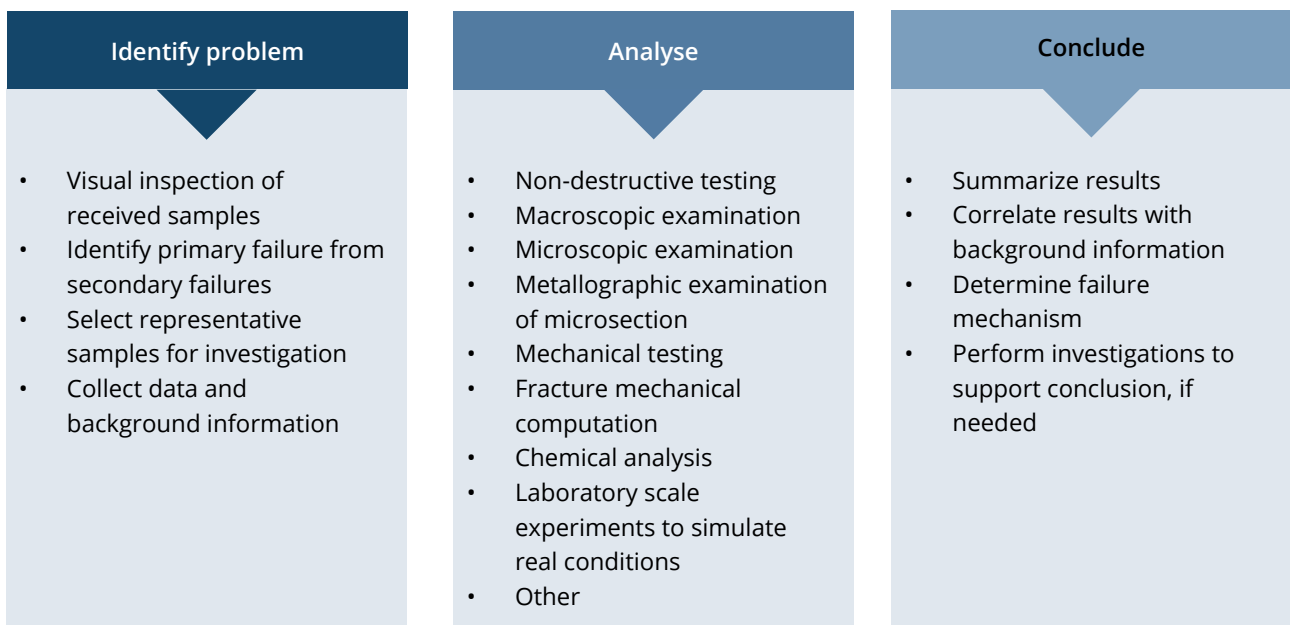 Identify problem
• Visual inspection of
received samples
• Identify primary failure from
secondary failures
• Select representative
samples for investigation
• Collect data and
background information
Analyse
• Non-destructive testing
• Macroscopic examination
• Microscopic examination
• Metallographic examination
of microsection
• Mechanical testing
• Fracture mechanical
computation
• Chemical analysis
• Laboratory scale
experiments to simulate
real conditions
• Other
Conclude
• Summarize results
• Correlate results with
background information
• Determine failure
mechanism
• Perform investigations to
support conclusion, if
needed